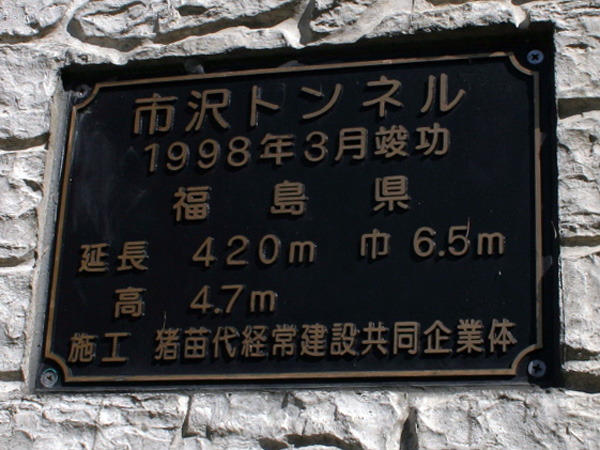 市沢トンネル
1998年3月竣功
福島県
延長 420m 巾 6.5m
高 4.7m
施工 猪苗代経常建設共同企業体